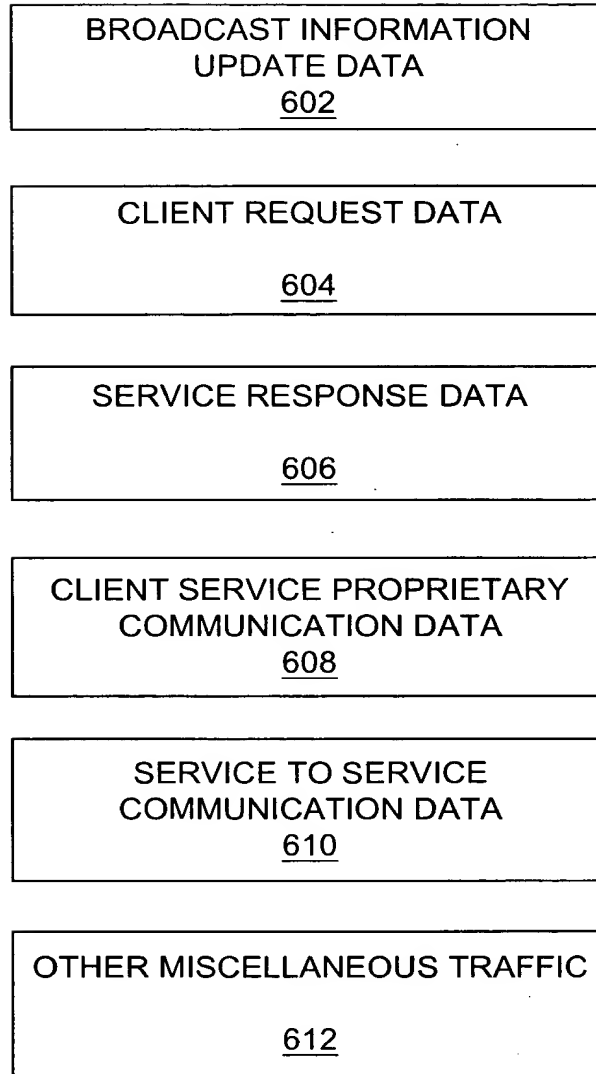 BROADCAST INFORMATION
UPDATE DATA
602
CLIENT REQUEST DATA
604
SERVICE RESPONSE DATA
606
CLIENT SERVICE PROPRIETARY
COMMUNICATION DATA
608
SERVICE TO SERVICE
COMMUNICATION DATA
610
OTHER MISCELLANEOUS TRAFFIC
612